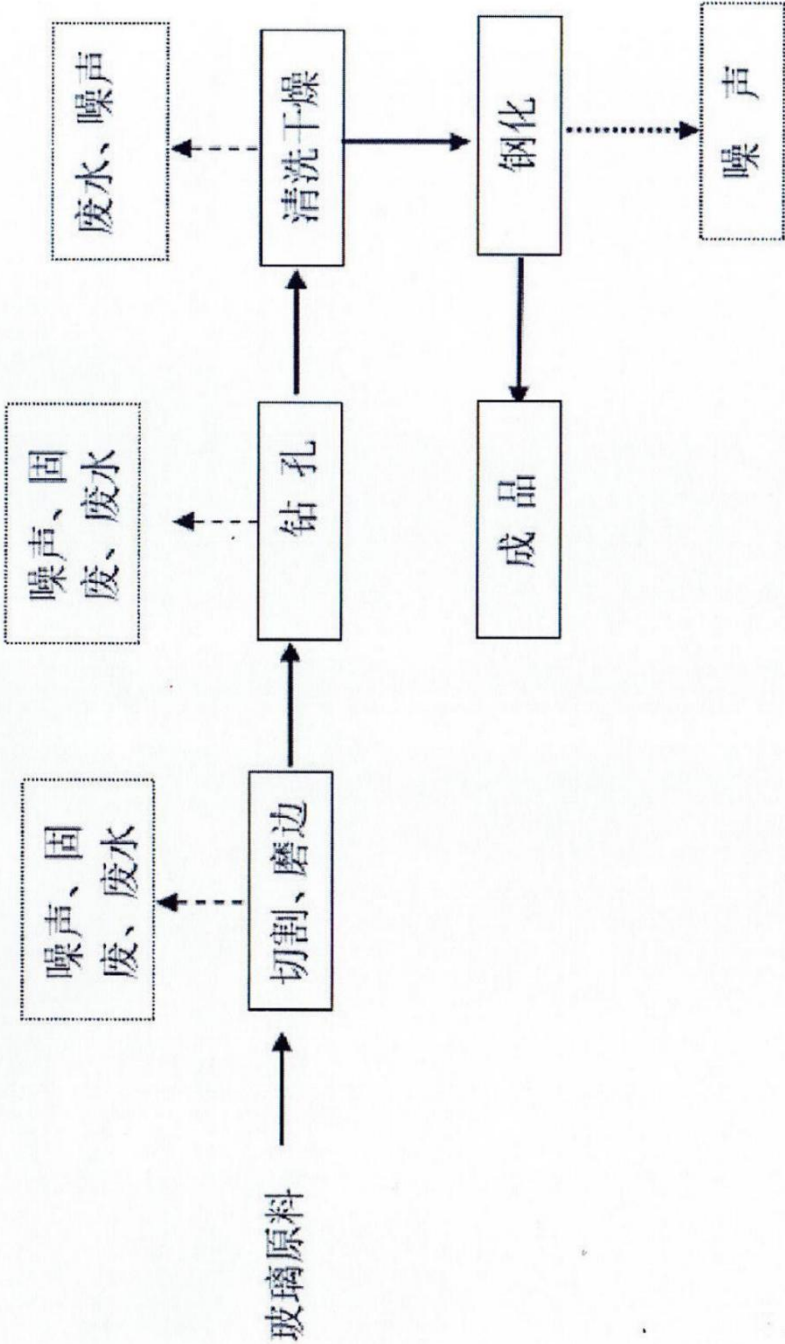 噪声、固
废、废水
噪声、固
废、废水
废水、噪声
玻璃原料
切割、磨边
钻 孔
清洗干燥
成 品
钢化
噪 声